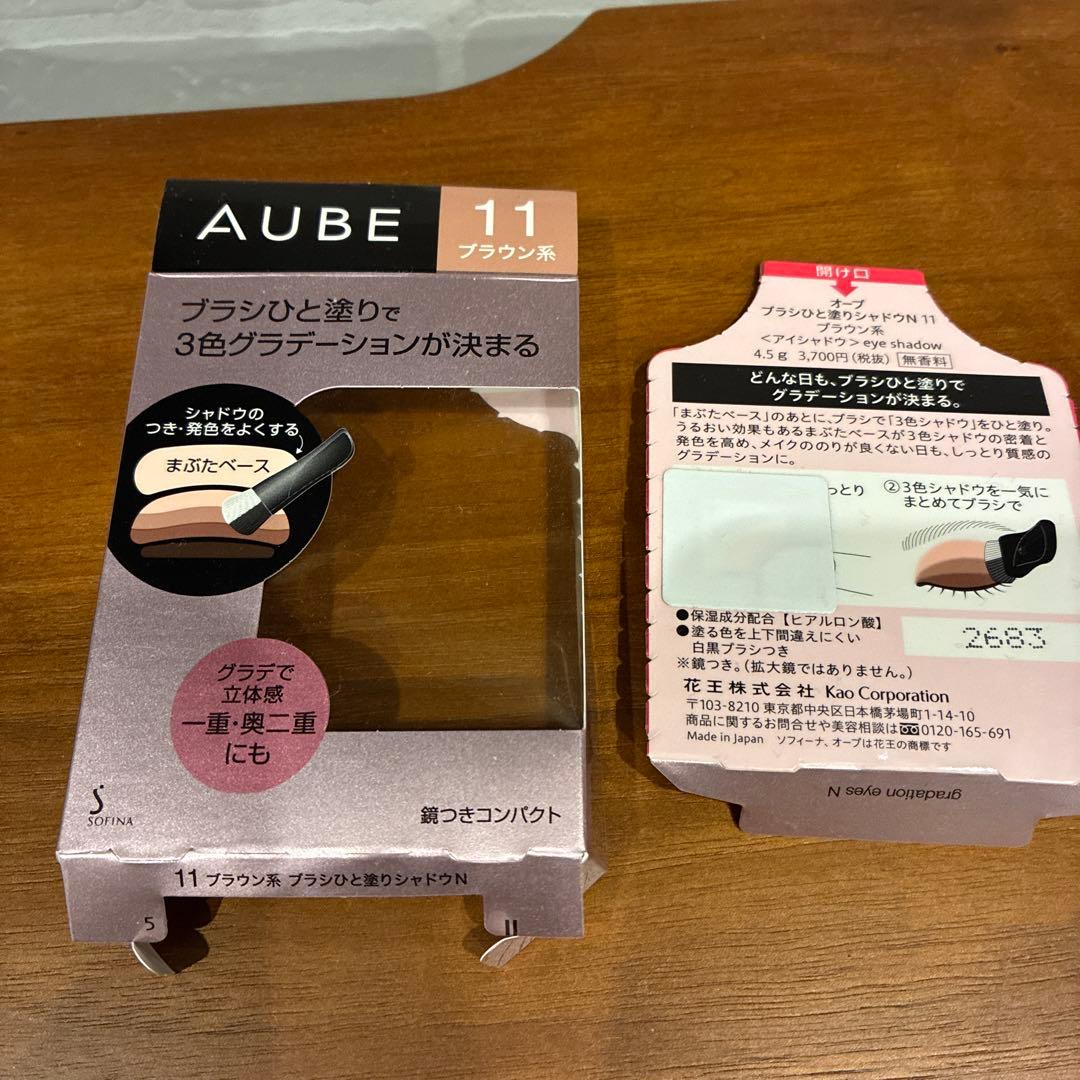 AUBE
11
ブラウン系
ブラシひと塗りで
3色グラデーションが決まる
シャドウの
つき・発色をよくする
まぶたベース
グラデで
立体感
一重・奥二重
にも
SOFINA
鏡つきコンパクト
11 ブラウン系 ブラシひと塗りシャドウN
5
開け口
オーブ
ブラシひと塗りシャドウN 11
ブラウン系
<アイシャドウ> eye shadow
4.5g 3,700円(税抜) 無香料
どんな日も、ブラシひと塗りで
グラデーションが決まる。
「まぶたベース」のあとに、ブラシで「3色シャドウ」をひと塗り。
うるおい効果もあるまぶたベースが3色シャドウの密着と
発色を高め、メイクののりが良くない日も、しっとり質感の
グラデーションに。
っとり
②3色シャドウを一気に
まとめてブラシで
●保湿成分配合【ヒアルロン酸】
●塗る色を上下間違えにくい
白黒ブラシつき
※鏡つき。(拡大鏡ではありません。)
2683
花王株式会社 Kao Corporation
〒103-8210 東京都中央区日本橋茅場町1-14-10
商品に関するお問合せや美容相談は 0120-165-691
Made in Japan ソフィーナ、オーブは花王の商標です
gradation eyes N